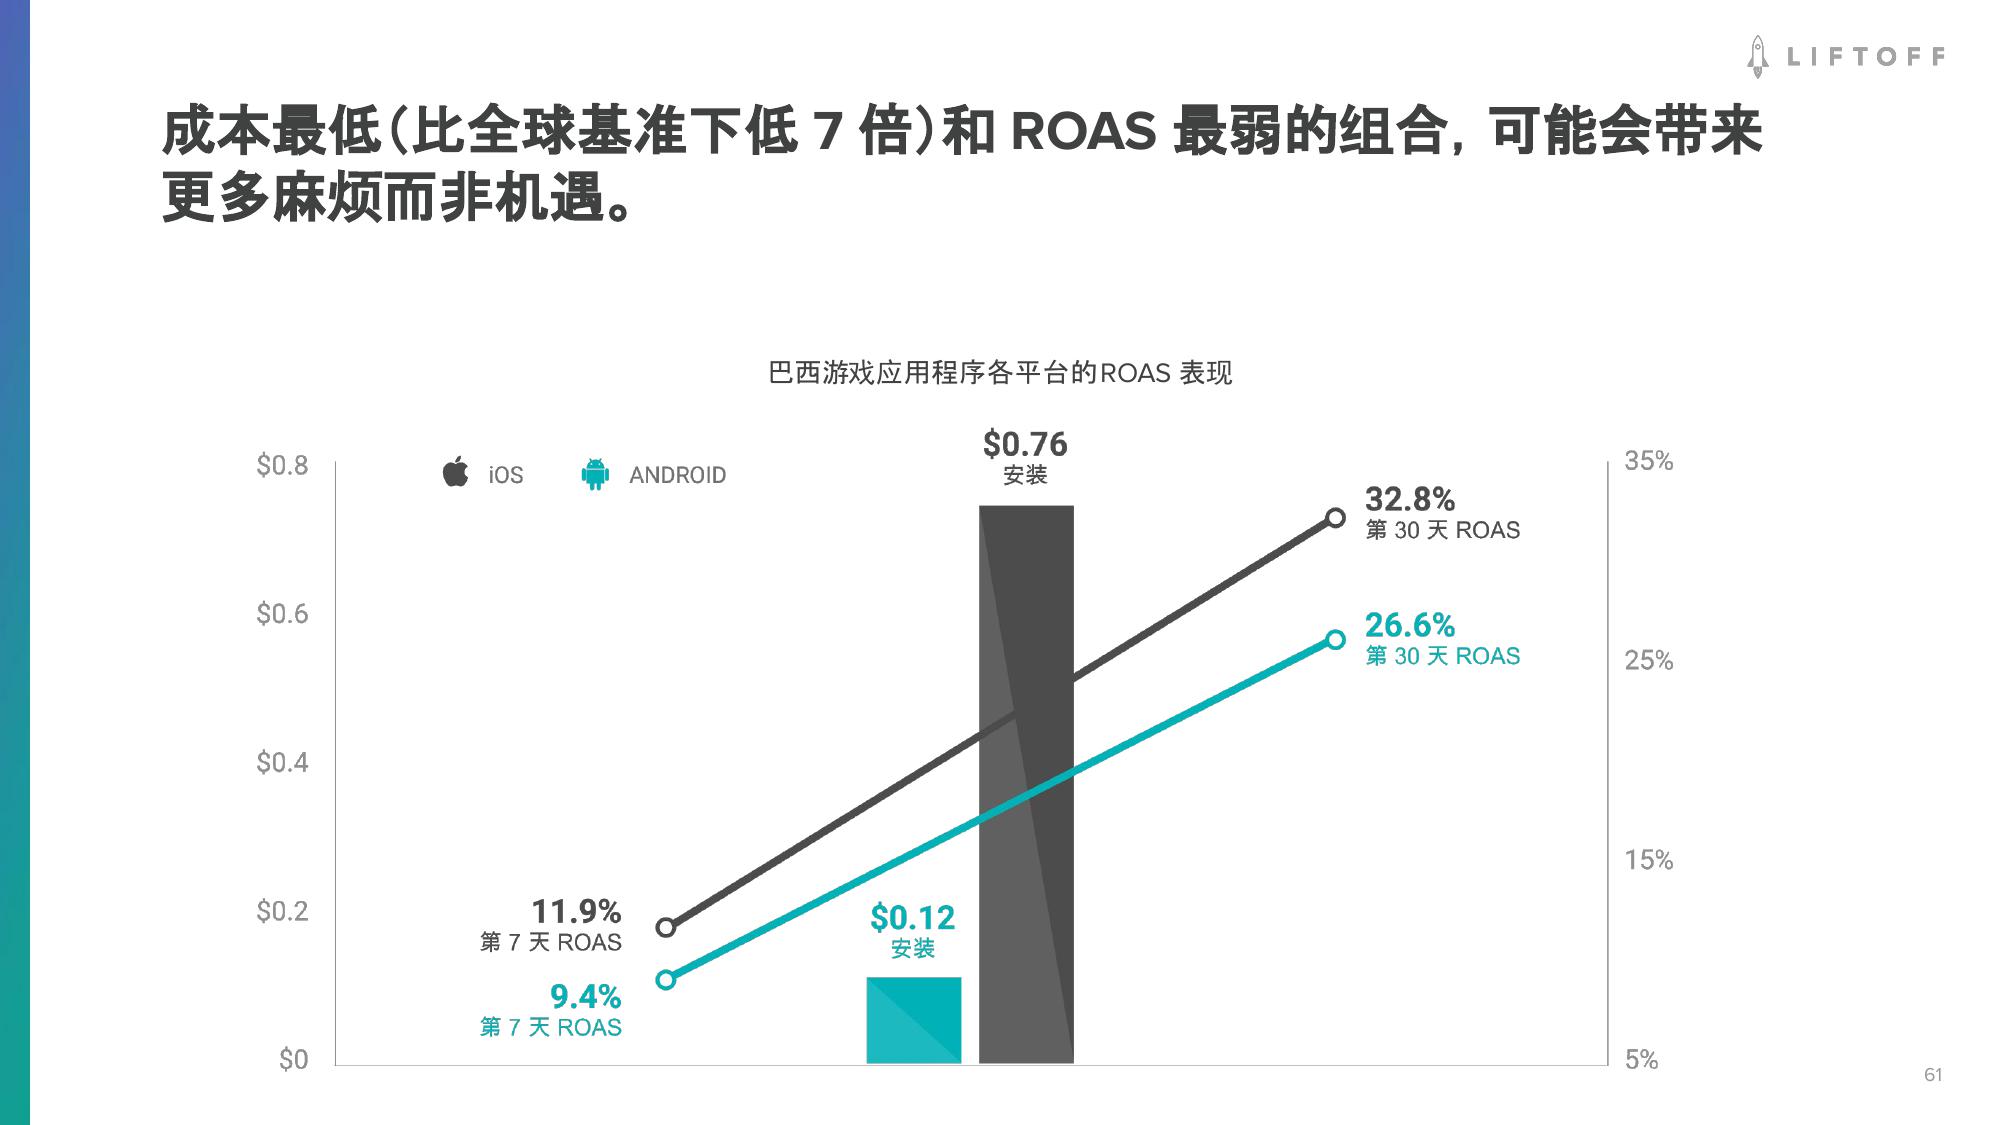 LIFTOFF
成本最低（比全球基准下低 7 倍）和 ROAS 最弱的组合，可能会带来
更多麻烦而非机遇。
巴西游戏应用程序各平台的ROAS 表现
iOS
ANDROID
$0.8
$0.6
$0.4
$0.2
$0
$0.76
安装
$0.12
安装
32.8%
第 30 天 ROAS
26.6%
第 30 天 ROAS
11.9%
第 7 天 ROAS
9.4%
第 7 天 ROAS
35%
25%
15%
5%
61